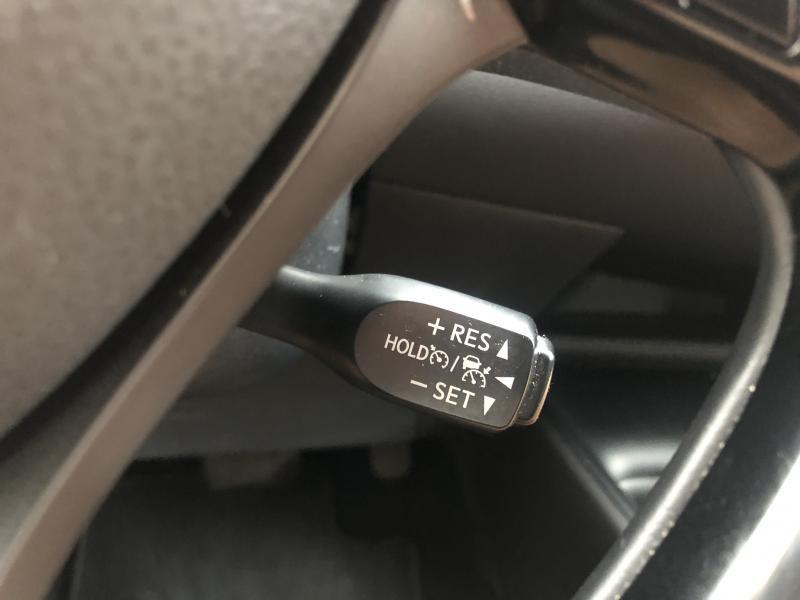 + RES ▲
HOLD /
− SET ▼